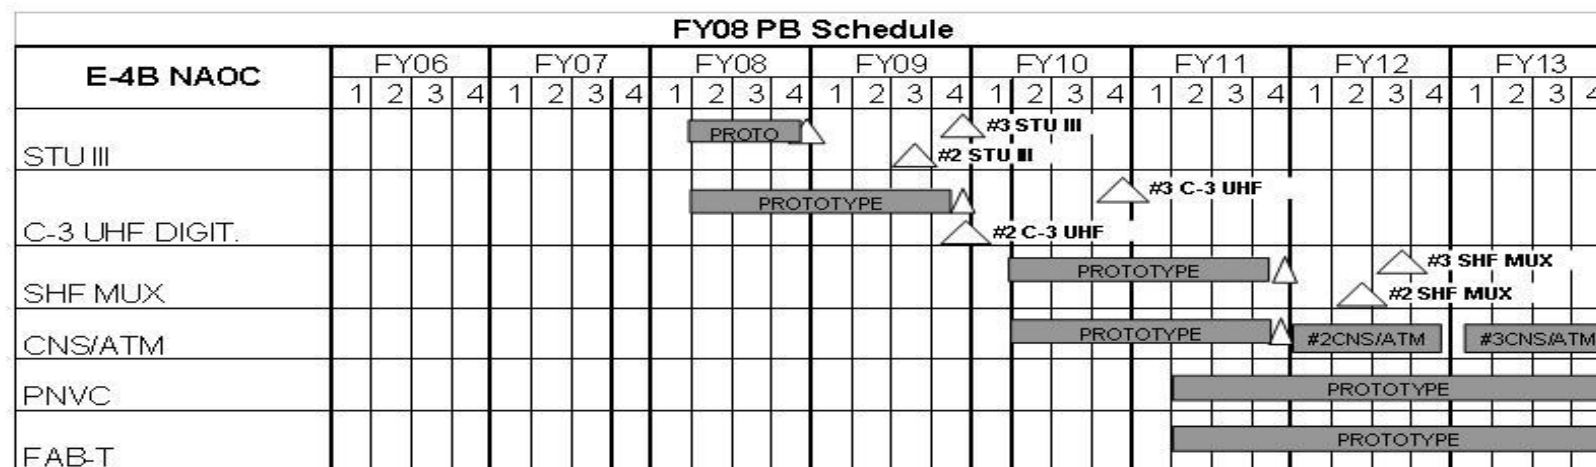 FY08 PB Schedule
E-4B NAOC
FY06 FY07 FY08 FY09 FY10 FY11 FY12 FY13
1 2 3 4 1 2 3 4 1 2 3 4 1 2 3 4 1 2 3 4 1 2 3 4 1 2 3 4 1 2 3 4
PROTO #3 STU III
STU III #2 STU III
PROTOTYPE #3 C-3 UHF
C-3 UHF DIGIT. #2 C-3 UHF
PROTOTYPE #3 SHF MUX
SHF MUX #2 SHF MUX
CNS/ATM PROTOTYPE #2CNS/ATM #3CNS/ATM
PNVC PROTOTYPE
FAB-T PROTOTYPE